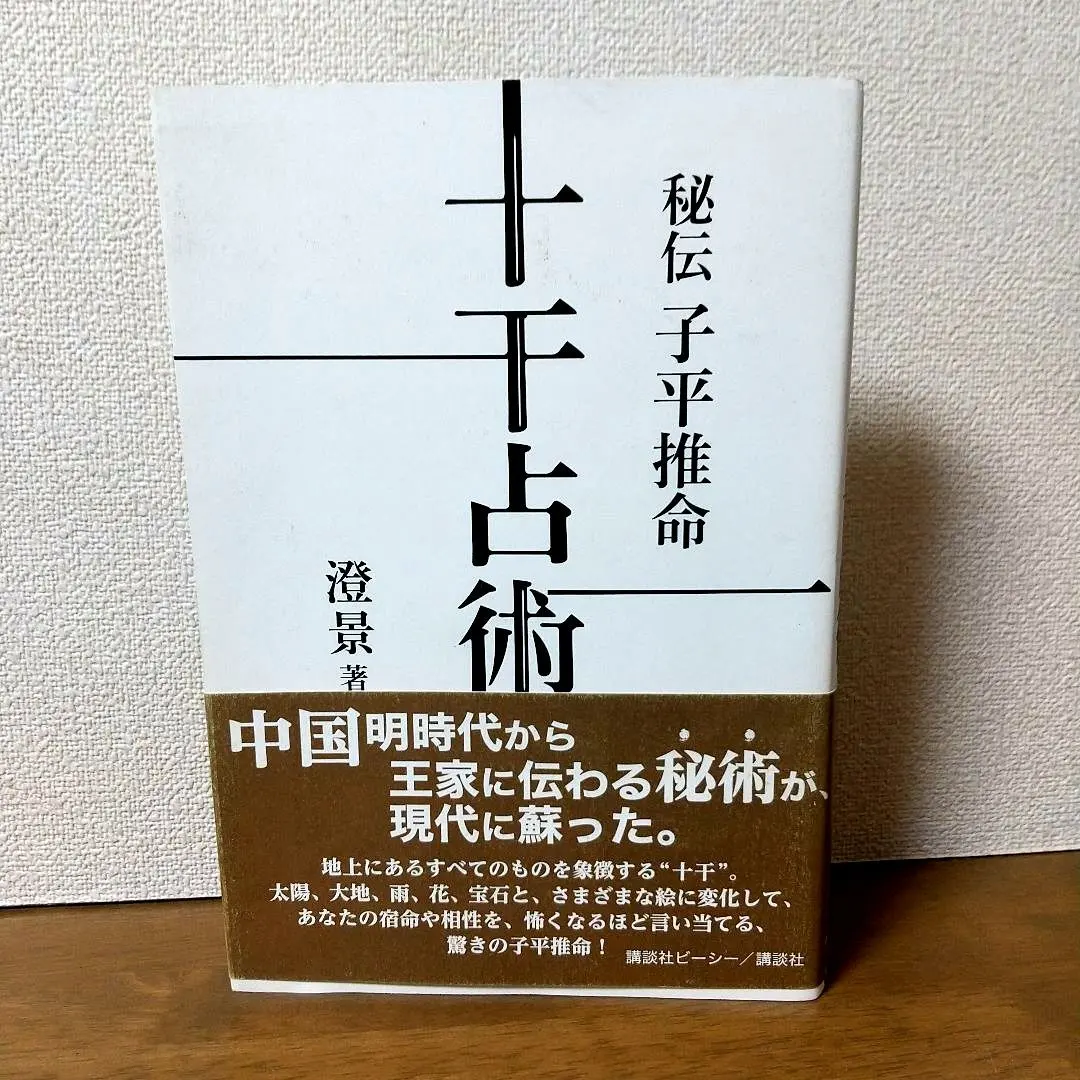 秘伝 子平推命
十干占術
澄景 著
中国明時代から
王家に伝わる秘術が、
現代に蘇った。
地上にあるすべてのものを象徴する“十干”。
太陽、大地、雨、花、宝石と、さまざまな絵に変化して、
あなたの宿命や相性を、怖くなるほど言い当てる、
驚きの子平推命！
講談社ビーシー／講談社